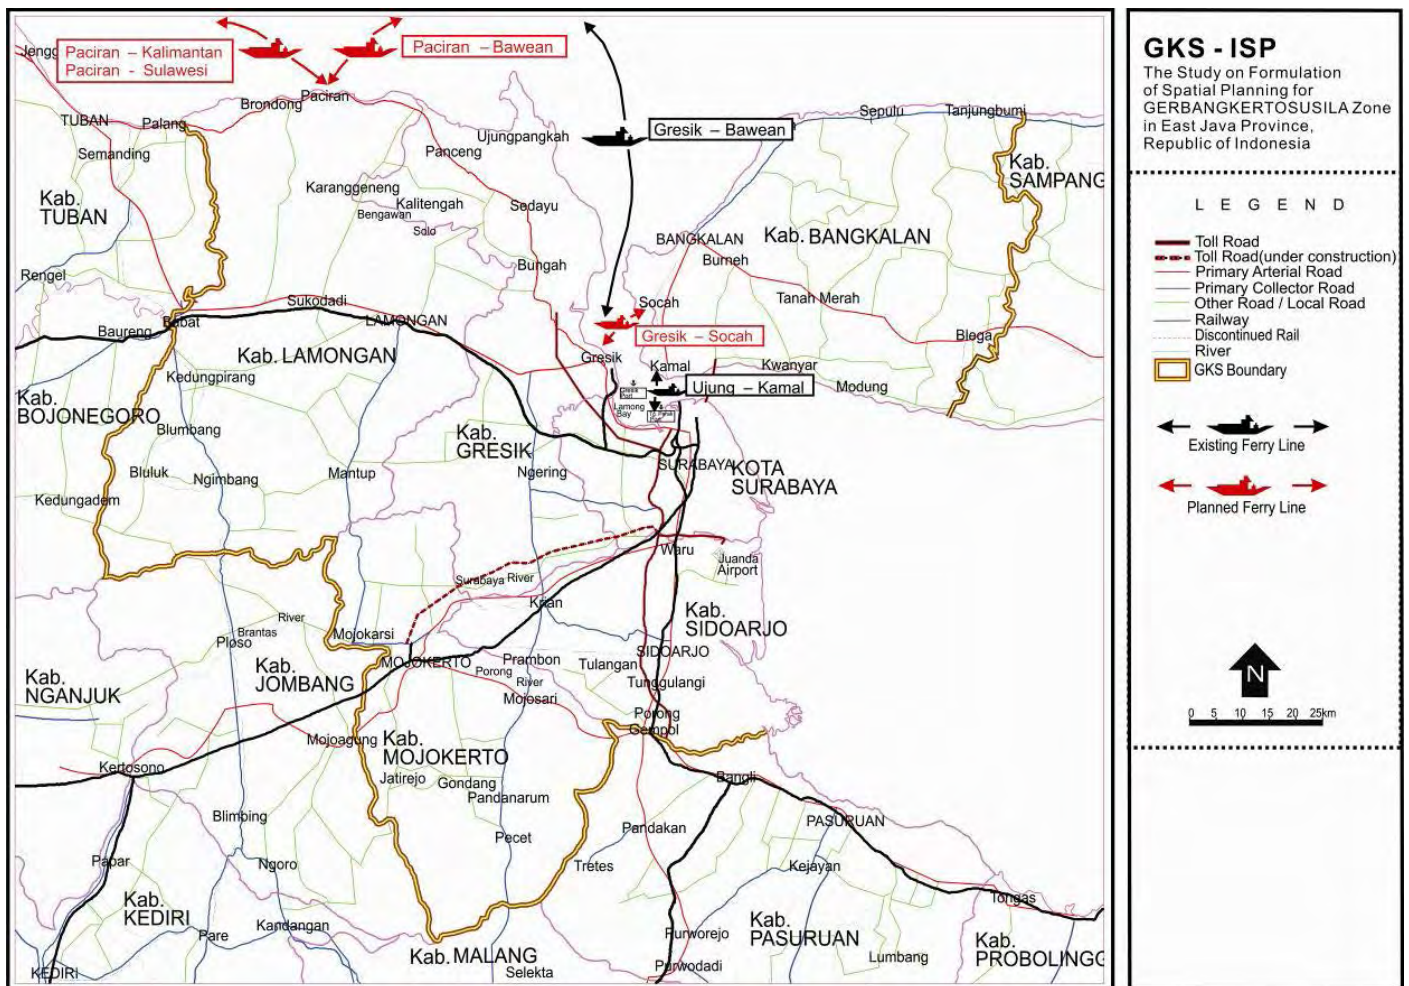 GKS - ISP
The Study on Formulation
of Spatial Planning for
GERBANGKERTOSUSILA Zone
in East Java Province,
Republic of Indonesia
L E G E N D
Toll Road
Toll Road(under construction)
Primary Arterial Road
Primary Collector Road
Other Road / Local Road
Railway
Discontinued Rail
River
GKS Boundary
Existing Ferry Line
Planned Ferry Line
N
0 5 10 15 20 25km
Paciran – Kalimantan
Paciran - Sulawesi
Paciran – Bawean
Gresik – Bawean
Gresik – Socah
Ujung – Kamal
Paciran
Brondong
TUBAN
Palang
Semanding
Kab.
TUBAN
Rengel
Ujungpangkah
Panceng
Karanggeneng
Kalitengah
Bengawan
Solo
Sedayu
Bungah
Sepulu
Tanjungbumi
Kab.
SAMPANG
BANGKALAN
Kab. BANGKALAN
Burneh
Socah
Tanah Merah
Blega
Kwanyar
Modung
Kamal
Gresik
Lamong
Bay
Sukodadi
LAMONGAN
Babat
Baureng
Kab. LAMONGAN
Kedungpirang
Kab.
BOJONEGORO
Blumbang
Bluluk
Ngimbang
Mantup
Kedungadem
Kab.
GRESIK
Ngering
SURABAYA
KOTA
SURABAYA
Waru
Juanda
Airport
Surabaya River
Krian
Kab.
SIDOARJO
SIDOARJO
River
Brantas
Ploso
Mojokarsi
MOJOKERTO
Prambon
Porong
River
Mojosari
Tulangan
Tunggulangi
Porong
Gempol
Kab.
JOMBANG
Kab.
NGANJUK
Mojoagung
Kab.
MOJOKERTO
Jatirejo
Gondang
Pandanarum
Pecet
Kertosono
Blimbing
Papar
Ngoro
Kab.
KEDIRI
Kandangan
Pare
KEDIRI
Kab. MALANG
Selekta
Bangli
Pandakan
Tretes
PASURUAN
Kejayan
Tongas
Kab.
PASURUAN
Purworejo
Purwodadi
Lumbang
Kab.
PROBOLINGG